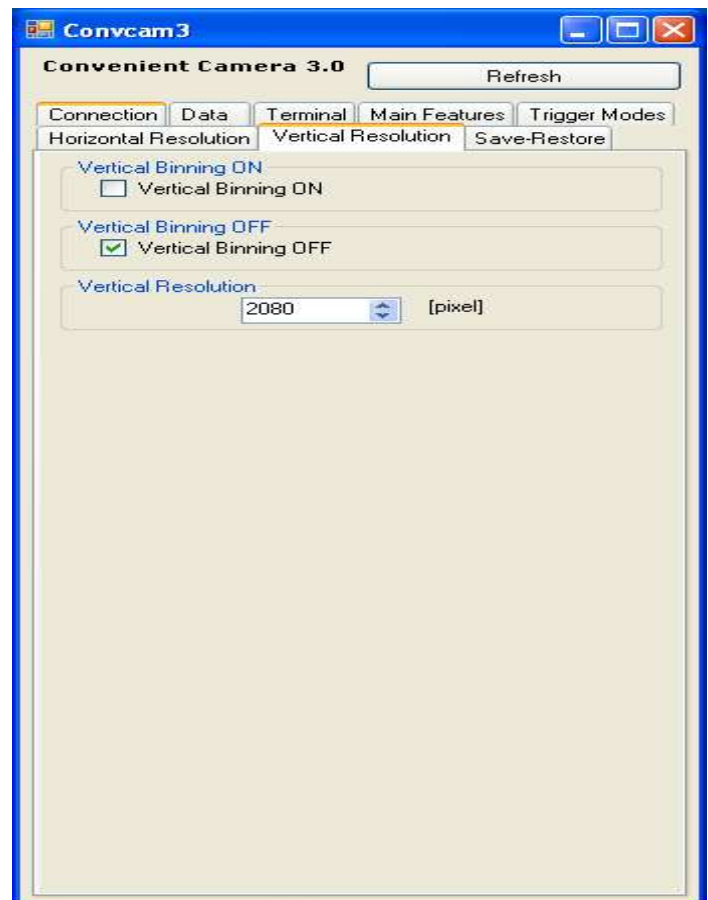 Convcam3
Convenient Camera 3.0
Refresh
Connection Data Terminal Main Features Trigger Modes
Horizontal Resolution Vertical Resolution Save-Restore
Vertical Binning ON
Vertical Binning ON
Vertical Binning OFF
Vertical Binning OFF
Vertical Resolution
2080 [pixel]